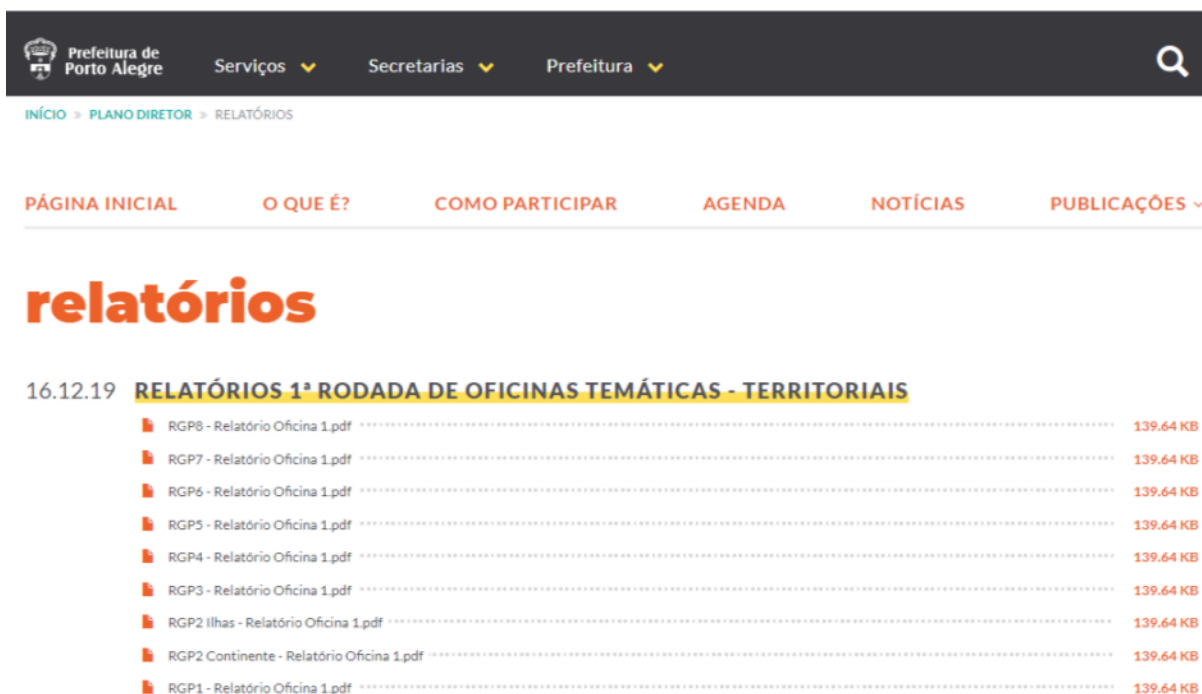 Prefeitura de
Porto Alegre
Serviços Secretarias Prefeitura
INÍCIO » PLANO DIRETOR » RELATÓRIOS
PÁGINA INICIAL O QUE É? COMO PARTICIPAR AGENDA NOTÍCIAS PUBLICAÇÕES
relatórios
16.12.19 RELATÓRIOS 1ª RODADA DE OFICINAS TEMÁTICAS - TERRITORIAIS
RGP8 - Relatório Oficina 1.pdf 139.64 KB
RGP7 - Relatório Oficina 1.pdf 139.64 KB
RGP6 - Relatório Oficina 1.pdf 139.64 KB
RGP5 - Relatório Oficina 1.pdf 139.64 KB
RGP4 - Relatório Oficina 1.pdf 139.64 KB
RGP3 - Relatório Oficina 1.pdf 139.64 KB
RGP2 Ilhas - Relatório Oficina 1.pdf 139.64 KB
RGP2 Continente - Relatório Oficina 1.pdf 139.64 KB
RGP1 - Relatório Oficina 1.pdf 139.64 KB